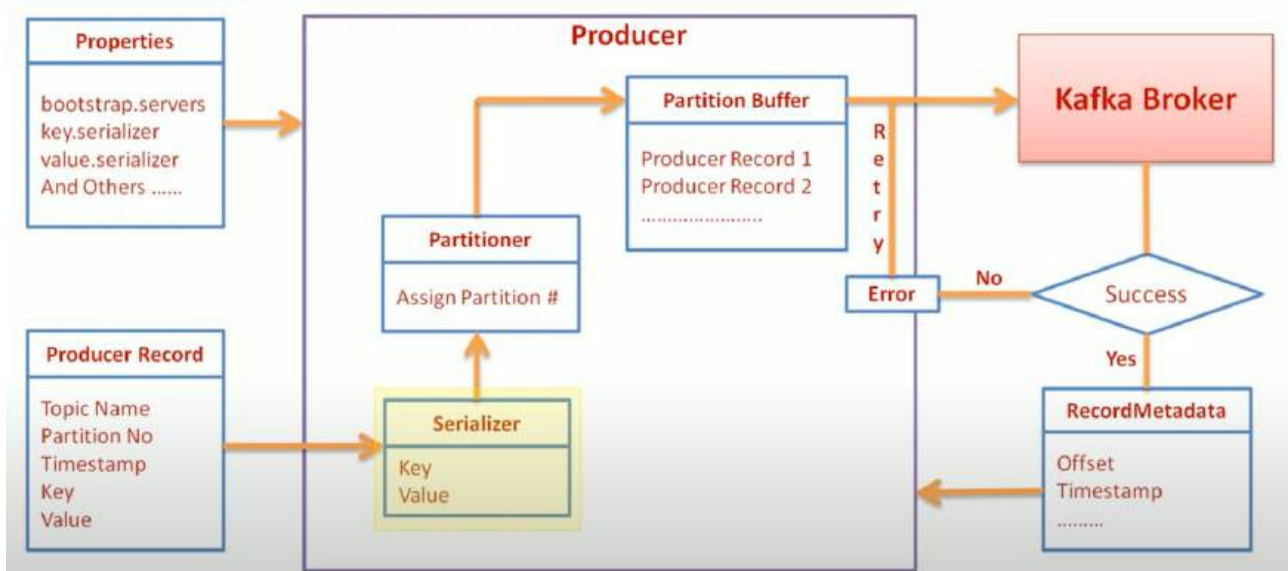 Properties
bootstrap.servers
key.serializer
value.serializer
And Others ......
Producer Record
Topic Name
Partition No
Timestamp
Key
Value
Producer
Serializer
Key
Value
Partitioner
Assign Partition #
Partition Buffer
Producer Record 1
Producer Record 2
.......................
Retry
Error
Kafka Broker
Success
No
Yes
RecordMetadata
Offset
Timestamp
.........